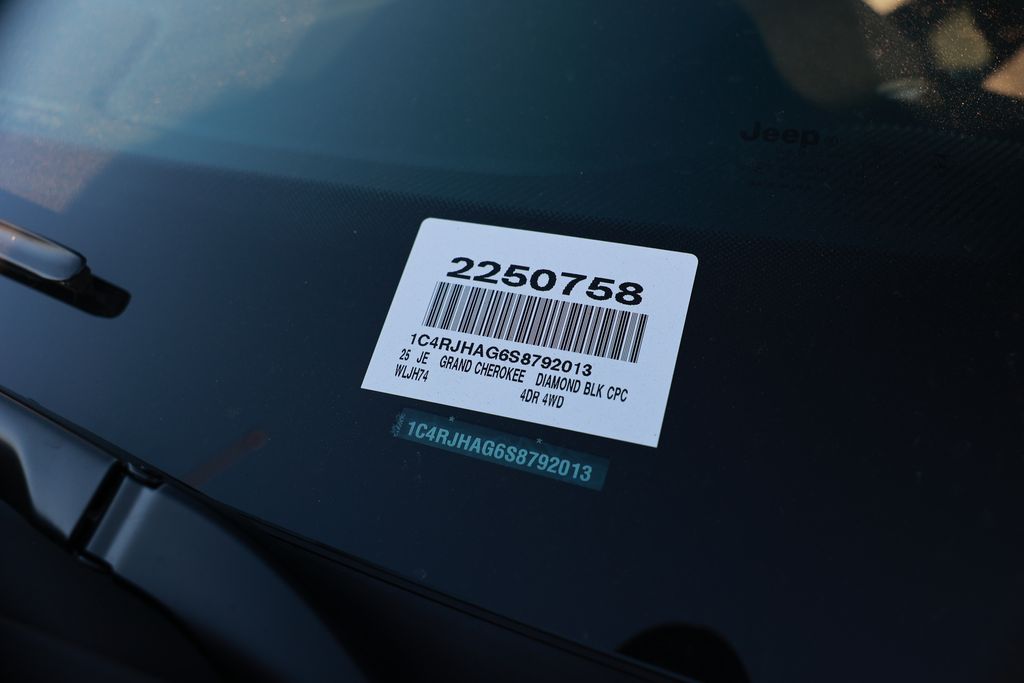 Jeep
2250758
1C4RJHAG6S8792013
25 JE GRAND CHEROKEE DIAMOND BLK CPC
WLJH74 4DR 4WD
1C4RJHAG6S8792013